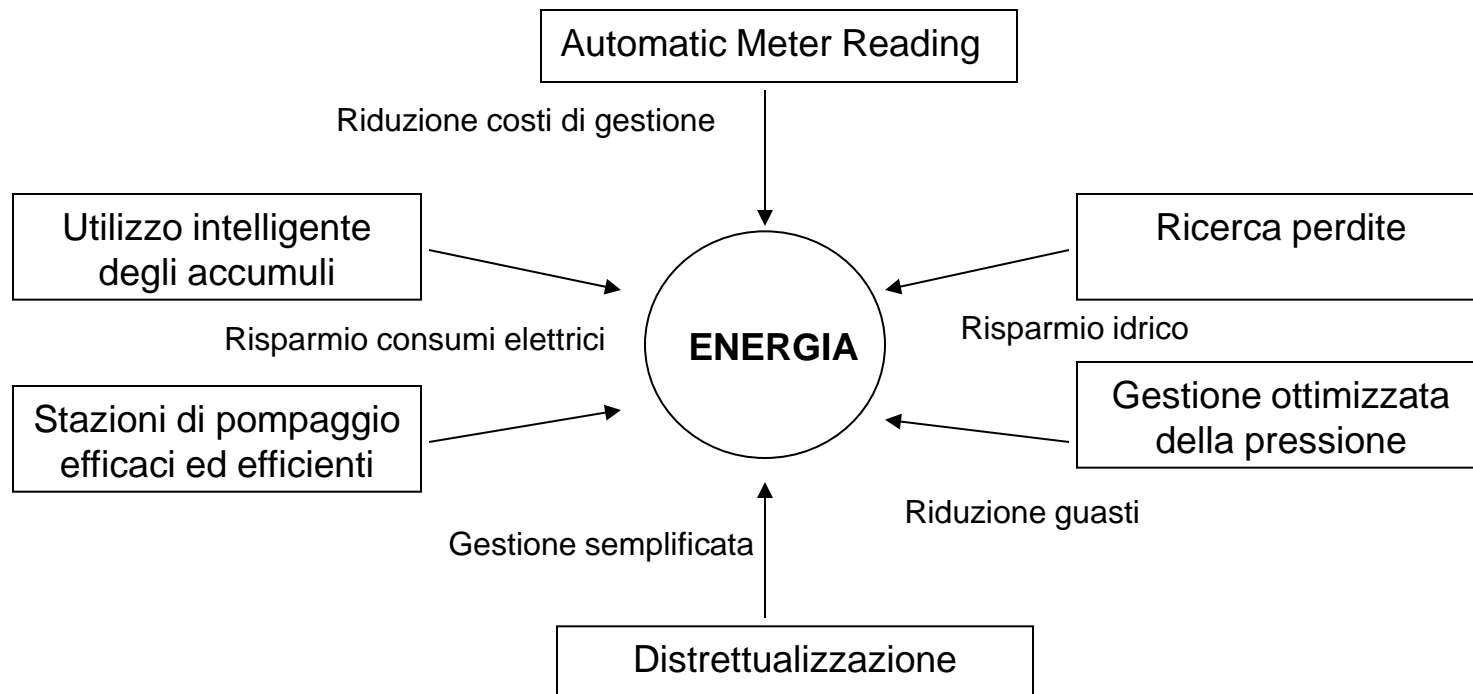 Automatic Meter Reading
Riduzione costi di gestione
Utilizzo intelligente
degli accumuli
Ricerca perdite
Risparmio consumi elettrici
ENERGIA
Risparmio idrico
Stazioni di pompaggio
efficaci ed efficienti
Gestione ottimizzata
della pressione
Riduzione guasti
Gestione semplificata
Distrettualizzazione